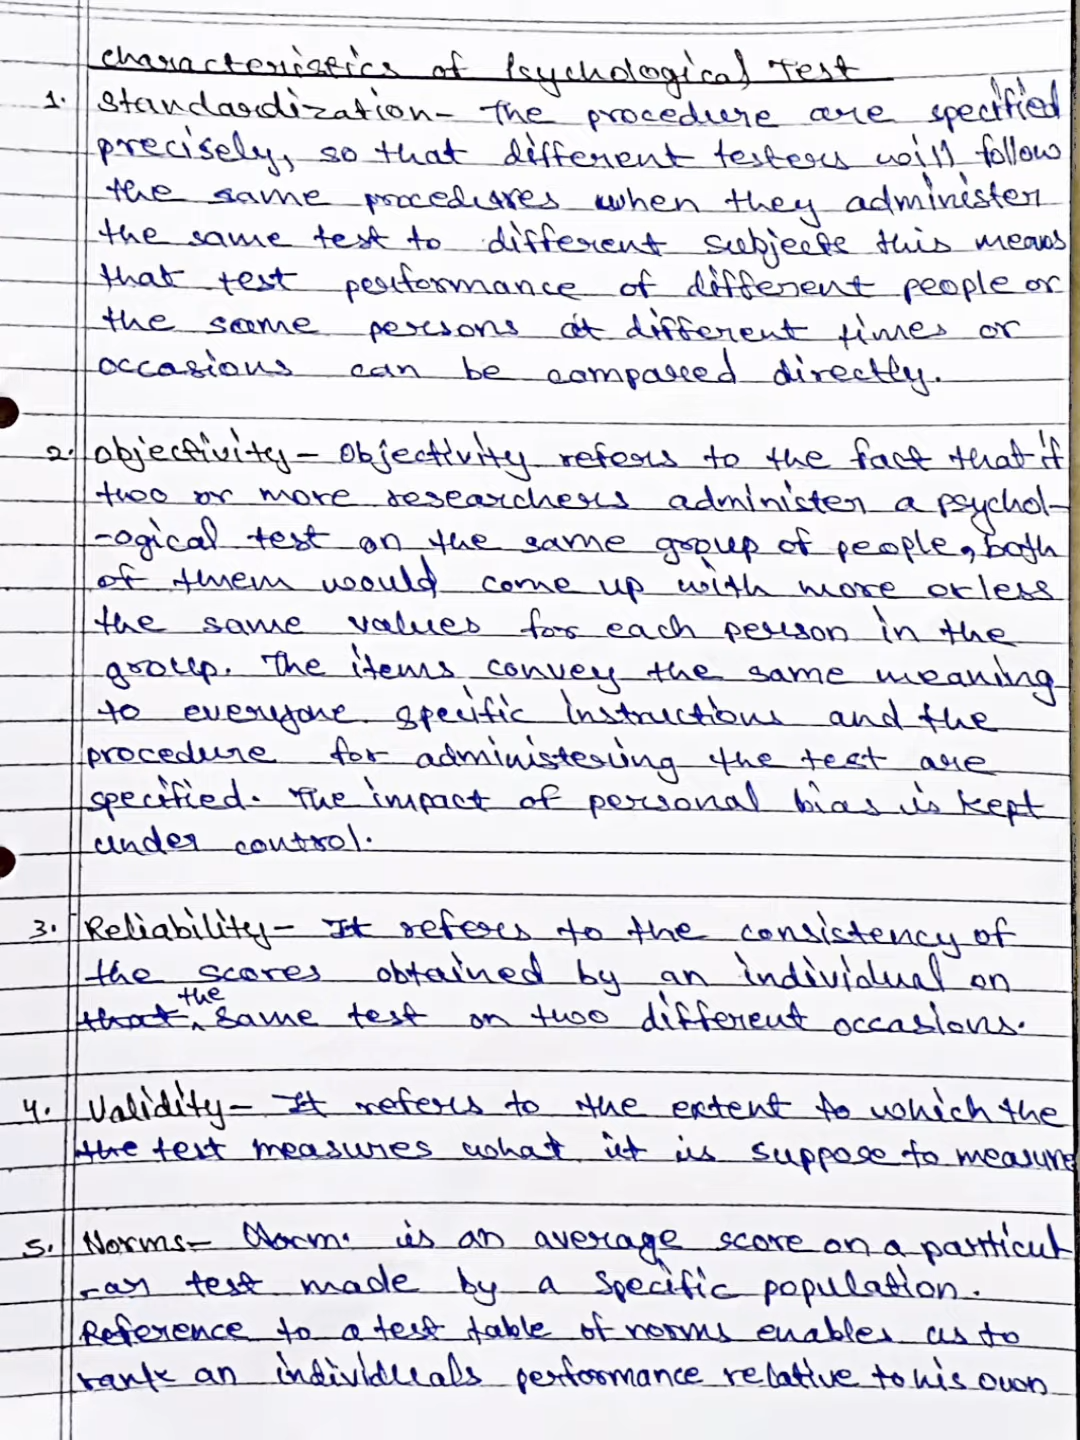 Characteristics of Psychological Test
1. Standardization- The procedure are specified
precisely, so that different testers will follow
the same procedures when they administer
the same test to different subjects this means
that test performance of different people or
the same persons at different times or
occasions can be compared directly.
2. Objectivity - Objectivity refers to the fact that if
two or more researchers administer a psychol-
-ogical test on the same group of people, both
of them would come up with more or less
the same values for each person in the
group. The items convey the same meaning
to everyone. specific instructions and the
procedure for administering the test are
specified. The impact of personal bias is kept
under control.
3. Reliability - It refers to the consistency of
the scores obtained by an individual on
that the same test on two different occasions.
4. Validity - It refers to the extent to which the
the test measures what it is suppose to measure
5. Norms- Norm. is an average score on a particul
-ar test made by a specific population.
Reference to a test table of norms enables us to
rank an individuals performance relative to his own